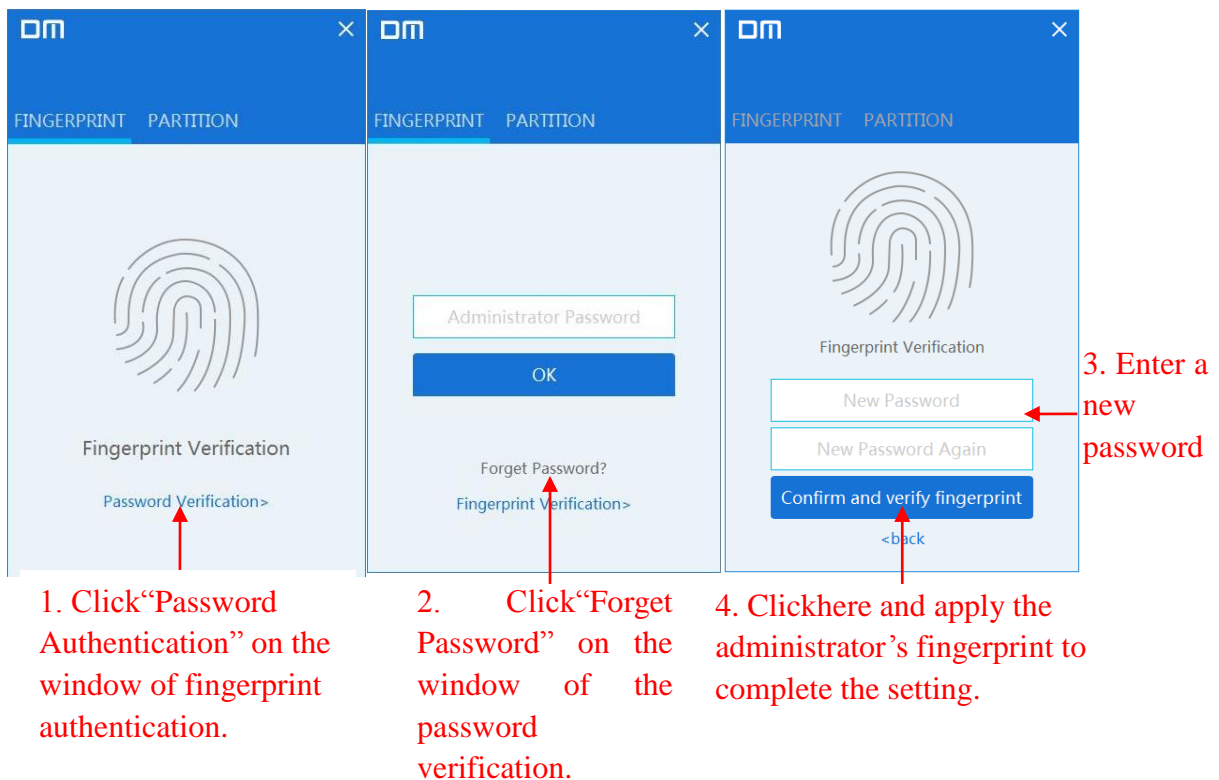 DM
×
FINGERPRINT PARTITION
Fingerprint Verification
Password Verification>
1. Click“Password
Authentication” on the
window of fingerprint
authentication.
DM
×
FINGERPRINT PARTITION
Administrator Password
OK
Forget Password?
Fingerprint Verification>
2. Click“Forget
Password” on the
window of the
password
verification.
DM
×
FINGERPRINT PARTITION
Fingerprint Verification
New Password
New Password Again
Confirm and verify fingerprint
<back
3. Enter a
new
password
4. Clickhere and apply the
administrator’s fingerprint to
complete the setting.